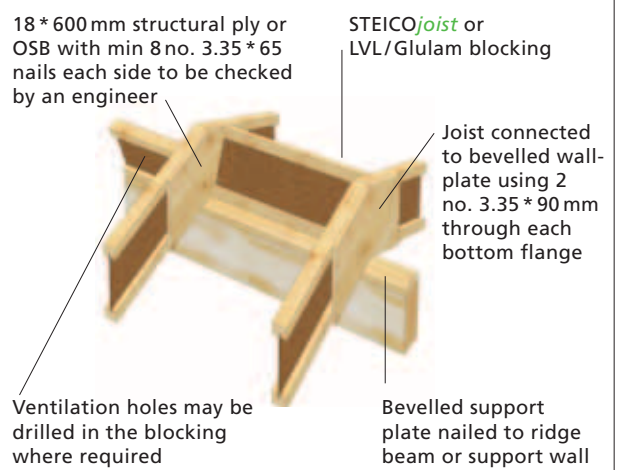 18 * 600 mm structural ply or
OSB with min 8 no. 3.35 * 65
nails each side to be checked
by an engineer
STEICOjoist or
LVL / Glulam blocking
Joist connected
to bevelled wall-
plate using 2
no. 3.35 * 90 mm
through each
bottom flange
Ventilation holes may be
drilled in the blocking
where required
Bevelled support
plate nailed to ridge
beam or support wall